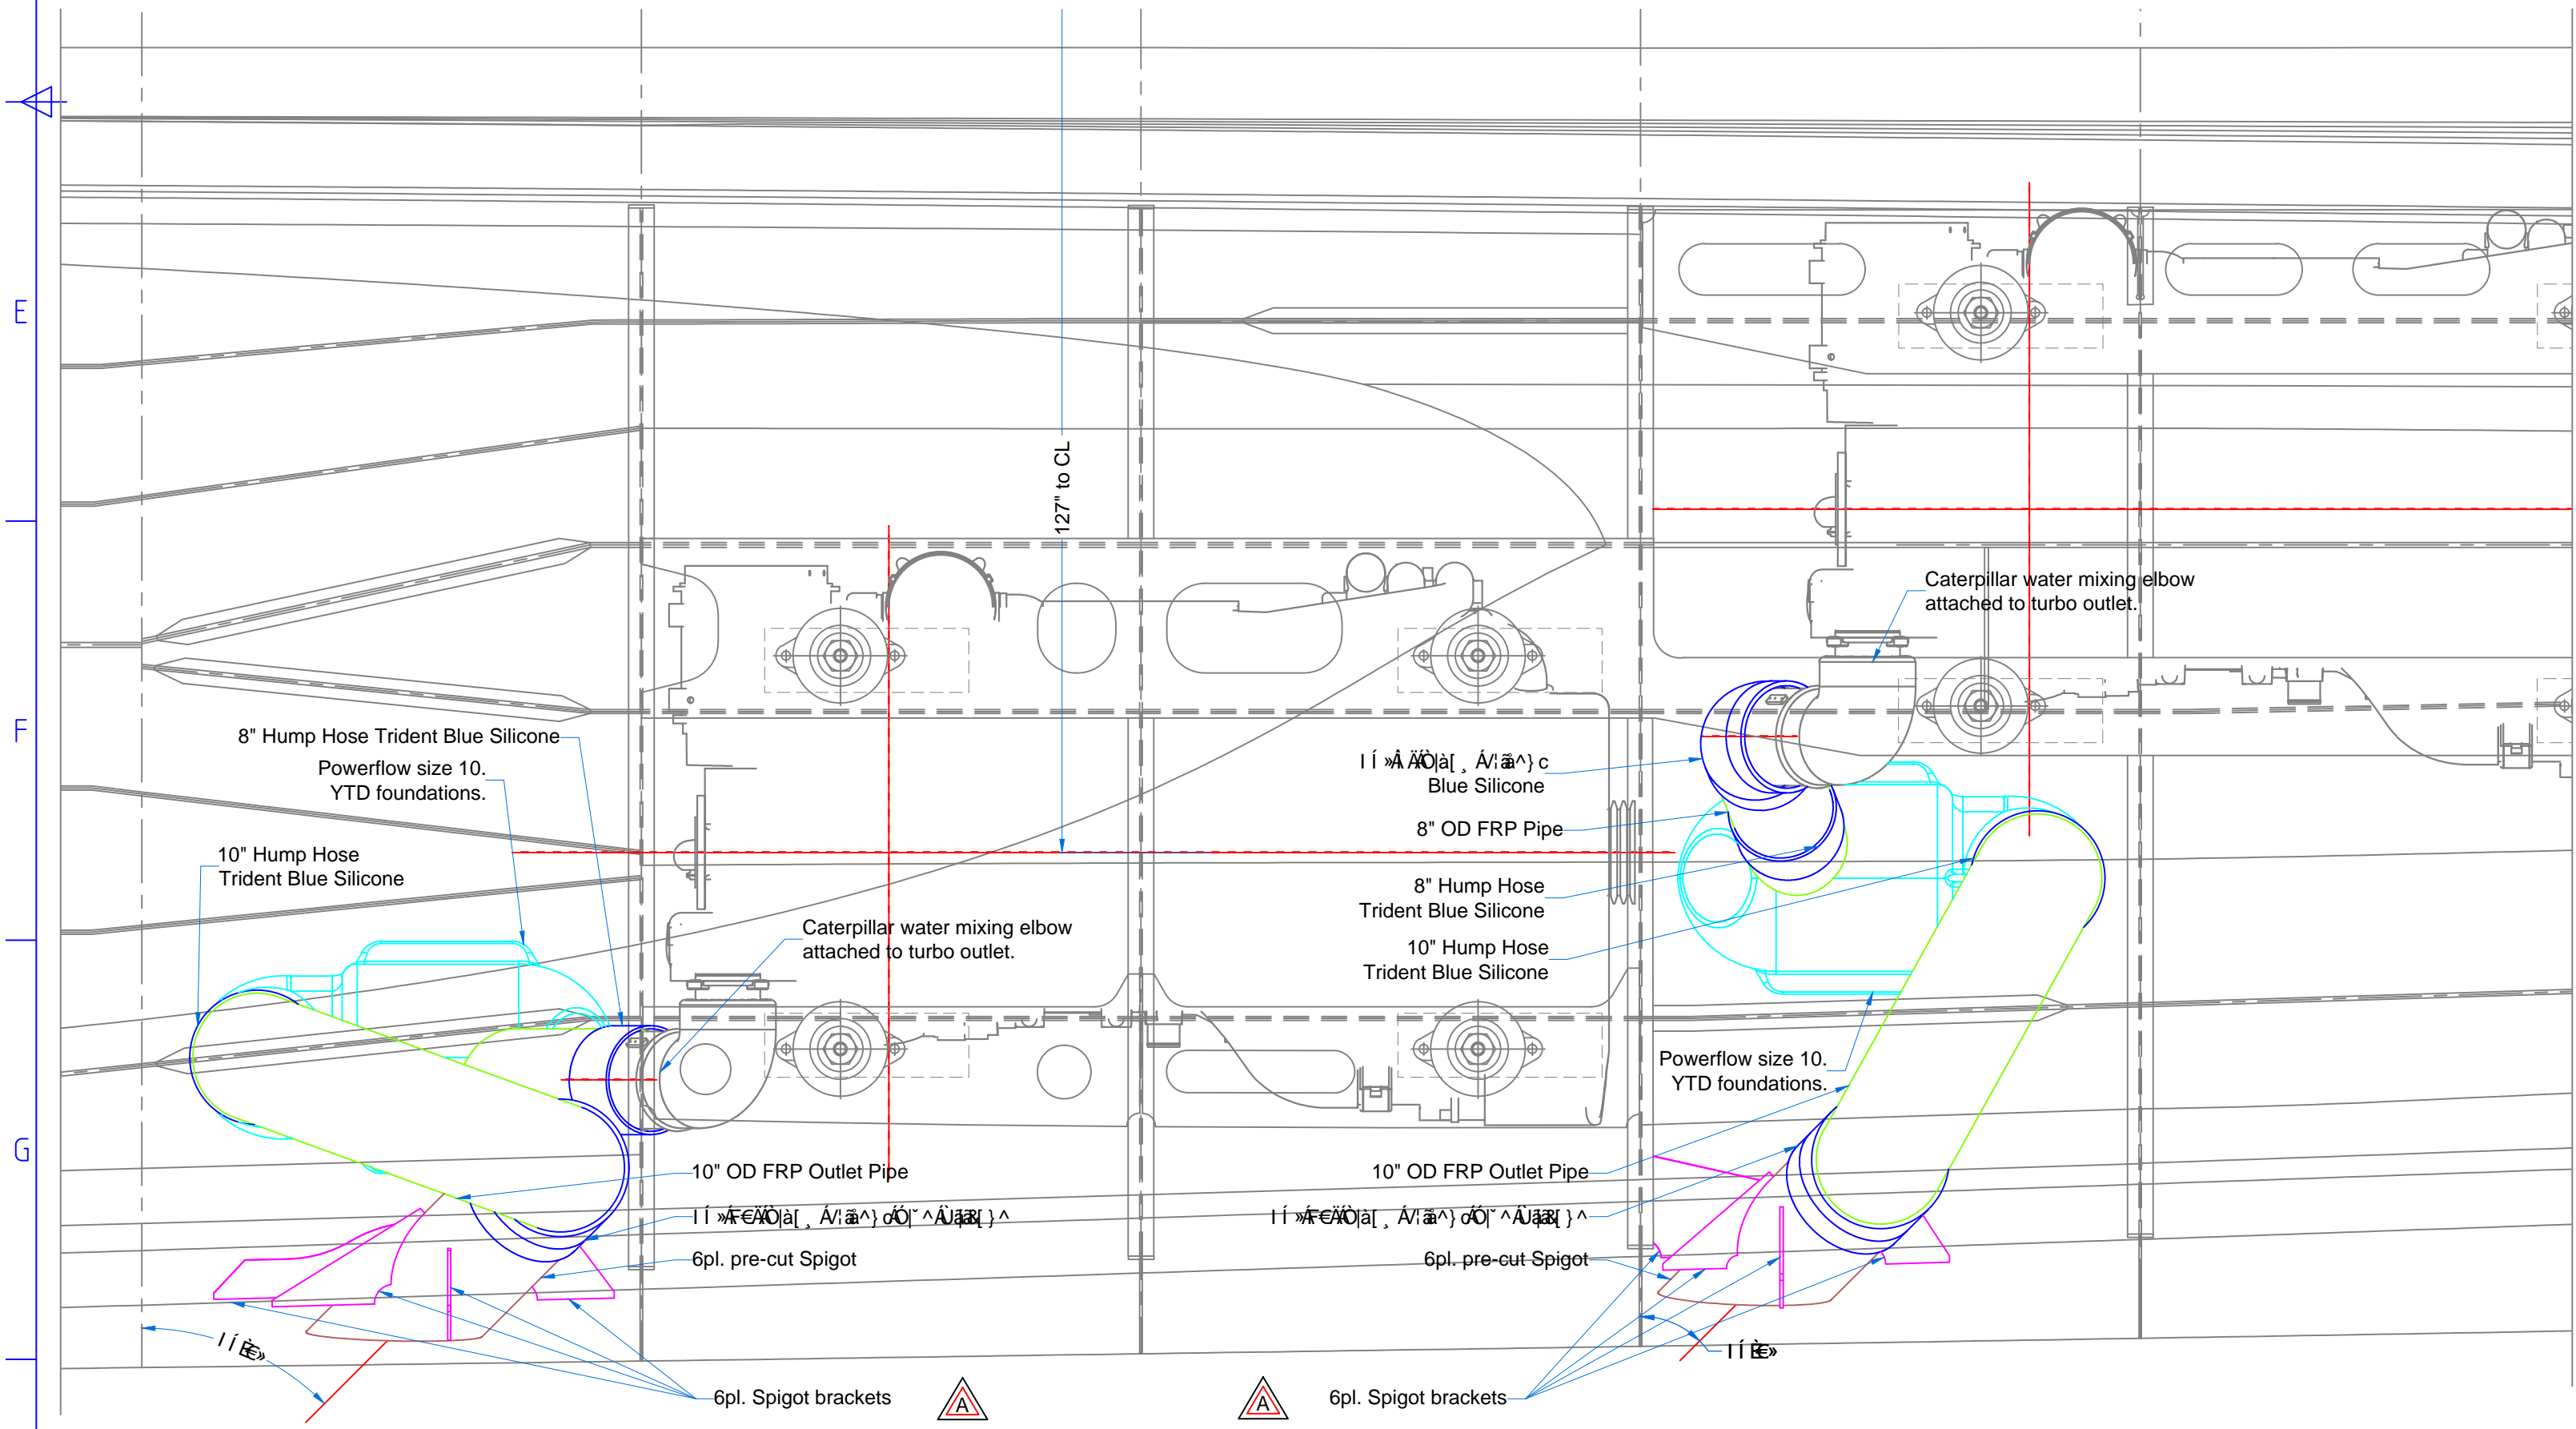 E
127" to CL
Caterpillar water mixing elbow
attached to turbo outlet.
F
8" Hump Hose Trident Blue Silicone
Powerflow size 10.
YTD foundations.
Blue Silicone
8" OD FRP Pipe
10" Hump Hose
Trident Blue Silicone
8" Hump Hose
Trident Blue Silicone
Caterpillar water mixing elbow
attached to turbo outlet.
10" Hump Hose
Trident Blue Silicone
Powerflow size 10.
YTD foundations.
G
10" OD FRP Outlet Pipe
10" OD FRP Outlet Pipe
6pl. pre-cut Spigot
6pl. pre-cut Spigot
6pl. Spigot brackets
A
A
6pl. Spigot brackets